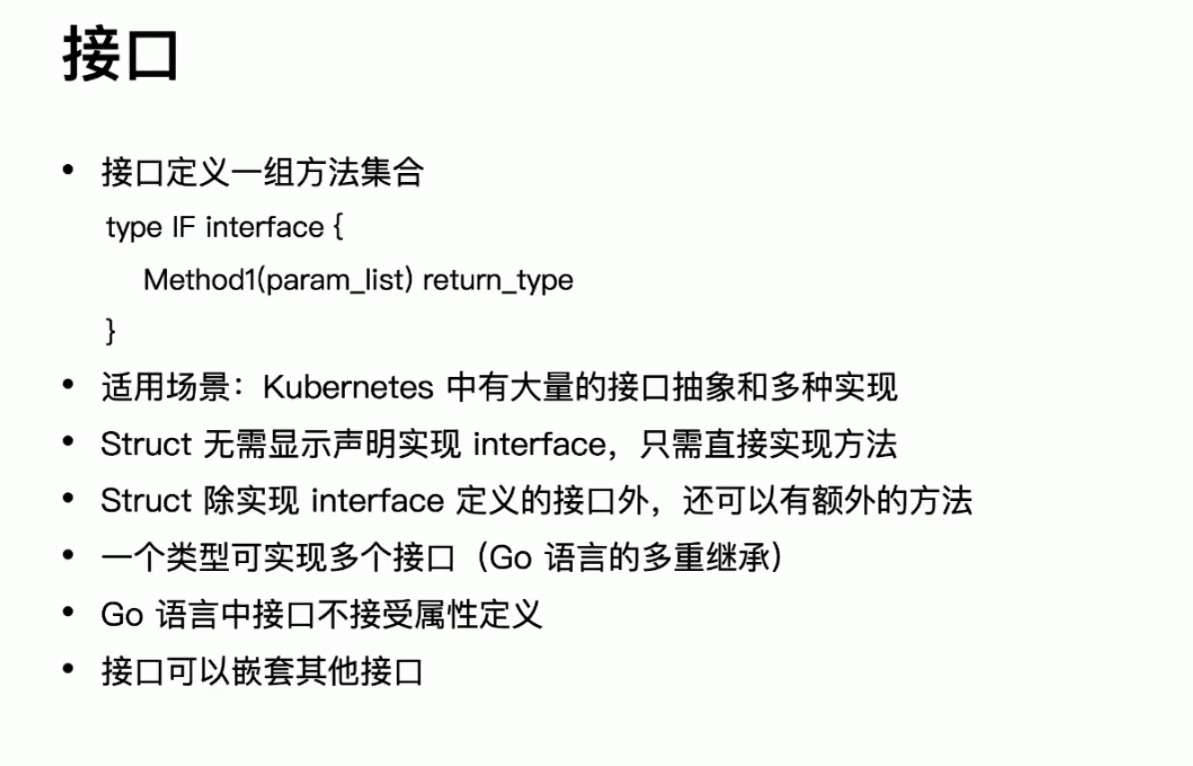 接口
• 接口定义一组方法集合
type IF interface {
Method1(param_list) return_type
}
• 适用场景：Kubernetes 中有大量的接口抽象和多种实现
• Struct 无需显示声明实现 interface，只需直接实现方法
• Struct 除实现 interface 定义的接口外，还可以有额外的方法
• 一个类型可实现多个接口（Go 语言的多重继承）
• Go 语言中接口不接受属性定义
• 接口可以嵌套其他接口